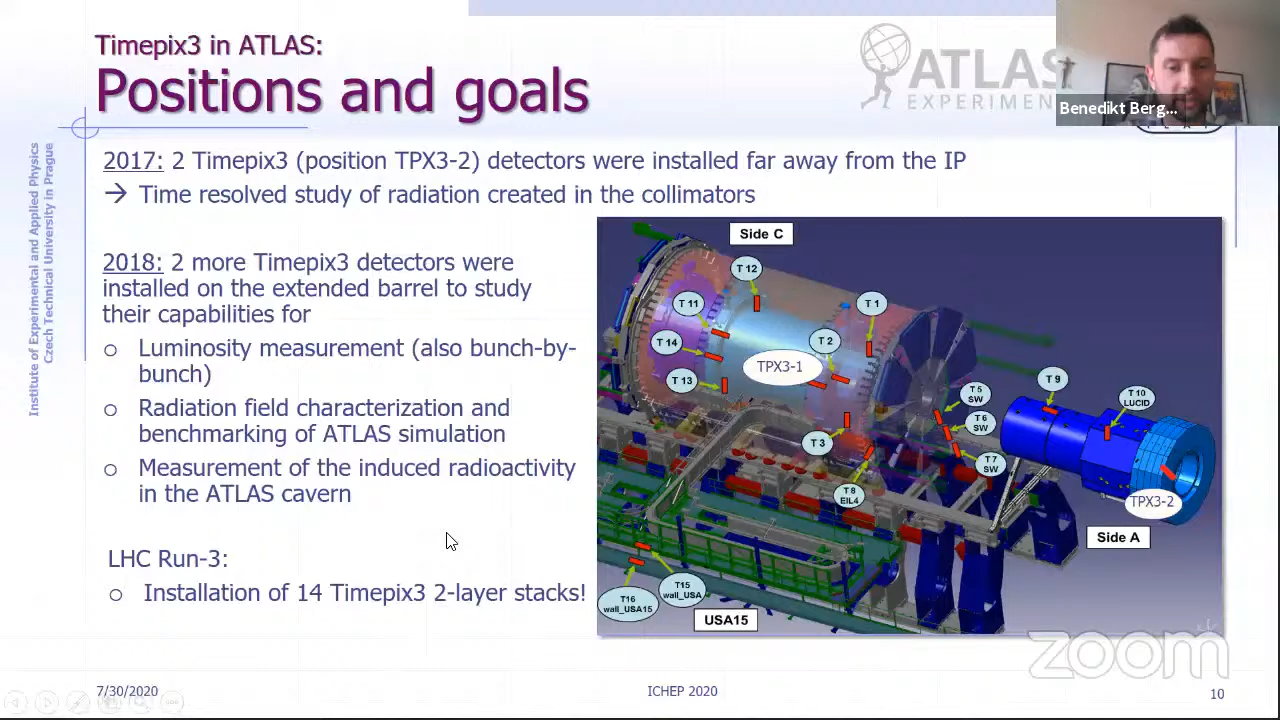 Timepix3 in ATLAS:
Positions and goals
ATLAS
EXPERIMENT
Benedikt Berg...
Institute of Experimental and Applied Physics
Czech Technical University in Prague
2017: 2 Timepix3 (position TPX3-2) detectors were installed far away from the IP
→ Time resolved study of radiation created in the collimators
2018: 2 more Timepix3 detectors were
installed on the extended barrel to study
their capabilities for
o Luminosity measurement (also bunch-by-
bunch)
o Radiation field characterization and
benchmarking of ATLAS simulation
o Measurement of the induced radioactivity
in the ATLAS cavern
LHC Run-3:
o Installation of 14 Timepix3 2-layer stacks!
Side C
T 12
T 11
T 1
T 14
T 2
TPX3-1
T 13
T 9
T 5
SW
T 10
LUCID
T 6
SW
T 3
T 7
SW
T 8
EIL4
TPX3-2
Side A
T15
wall_USA
T16
wall_USA15
USA15
zoom
7/30/2020
ICHEP 2020
10